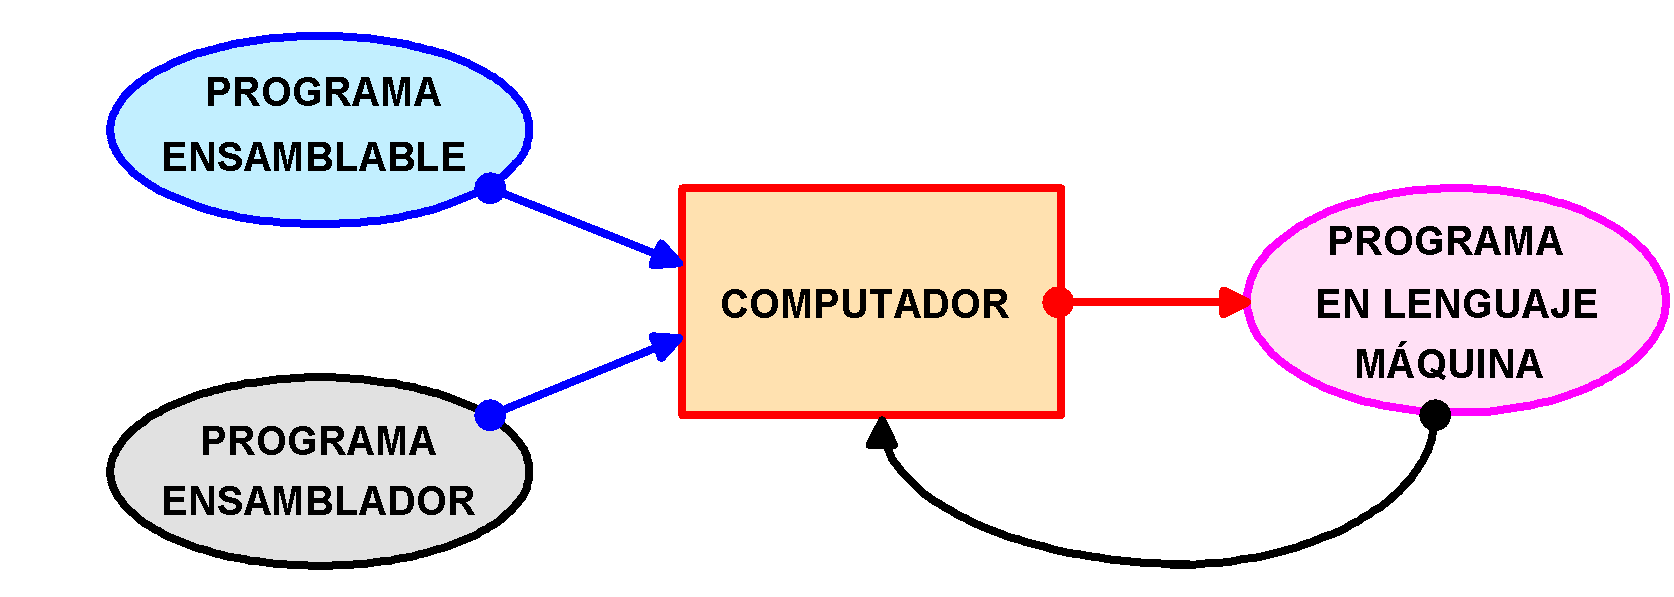 PROGRAMA
ENSAMBLABLE
PROGRAMA
ENSAMBLADOR
COMPUTADOR
PROGRAMA
EN LENGUAJE
MÁQUINA